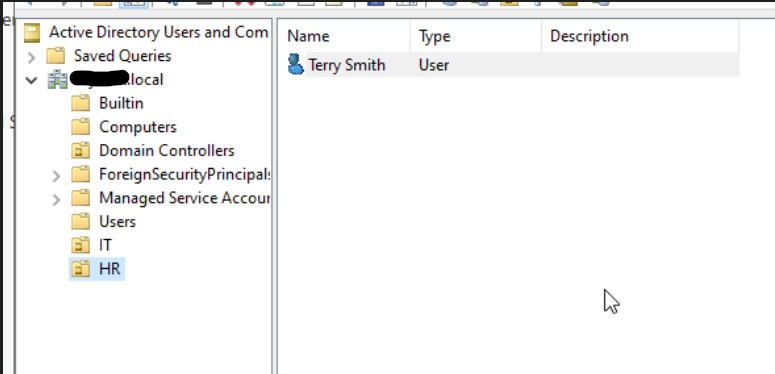 Active Directory Users and Com
Saved Queries
.local
Builtin
Computers
Domain Controllers
ForeignSecurityPrincipals
Managed Service Accour
Users
IT
HR
Name Type Description
Terry Smith User